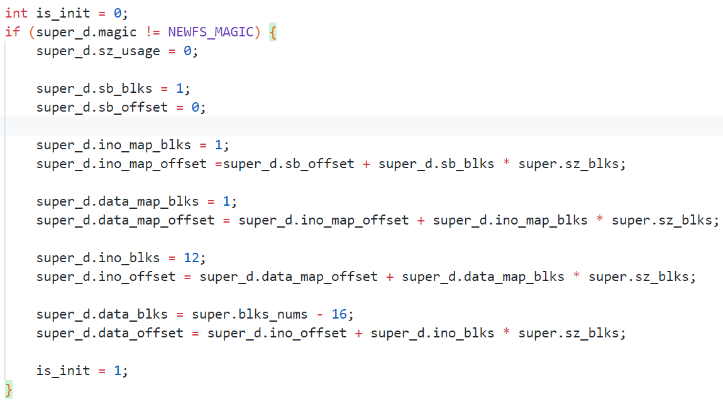 int is_init = 0;
if (super_d.magic != NEWFS_MAGIC) {
    super_d.sz_usage = 0;

    super_d.sb_blks = 1;
    super_d.sb_offset = 0;

    super_d.ino_map_blks = 1;
    super_d.ino_map_offset =super_d.sb_offset + super_d.sb_blks * super.sz_blks;

    super_d.data_map_blks = 1;
    super_d.data_map_offset = super_d.ino_map_offset + super_d.ino_map_blks * super.sz_blks;

    super_d.ino_blks = 12;
    super_d.ino_offset = super_d.data_map_offset + super_d.data_map_blks * super.sz_blks;

    super_d.data_blks = super.blks_nums - 16;
    super_d.data_offset = super_d.ino_offset + super_d.ino_blks * super.sz_blks;

    is_init = 1;
}